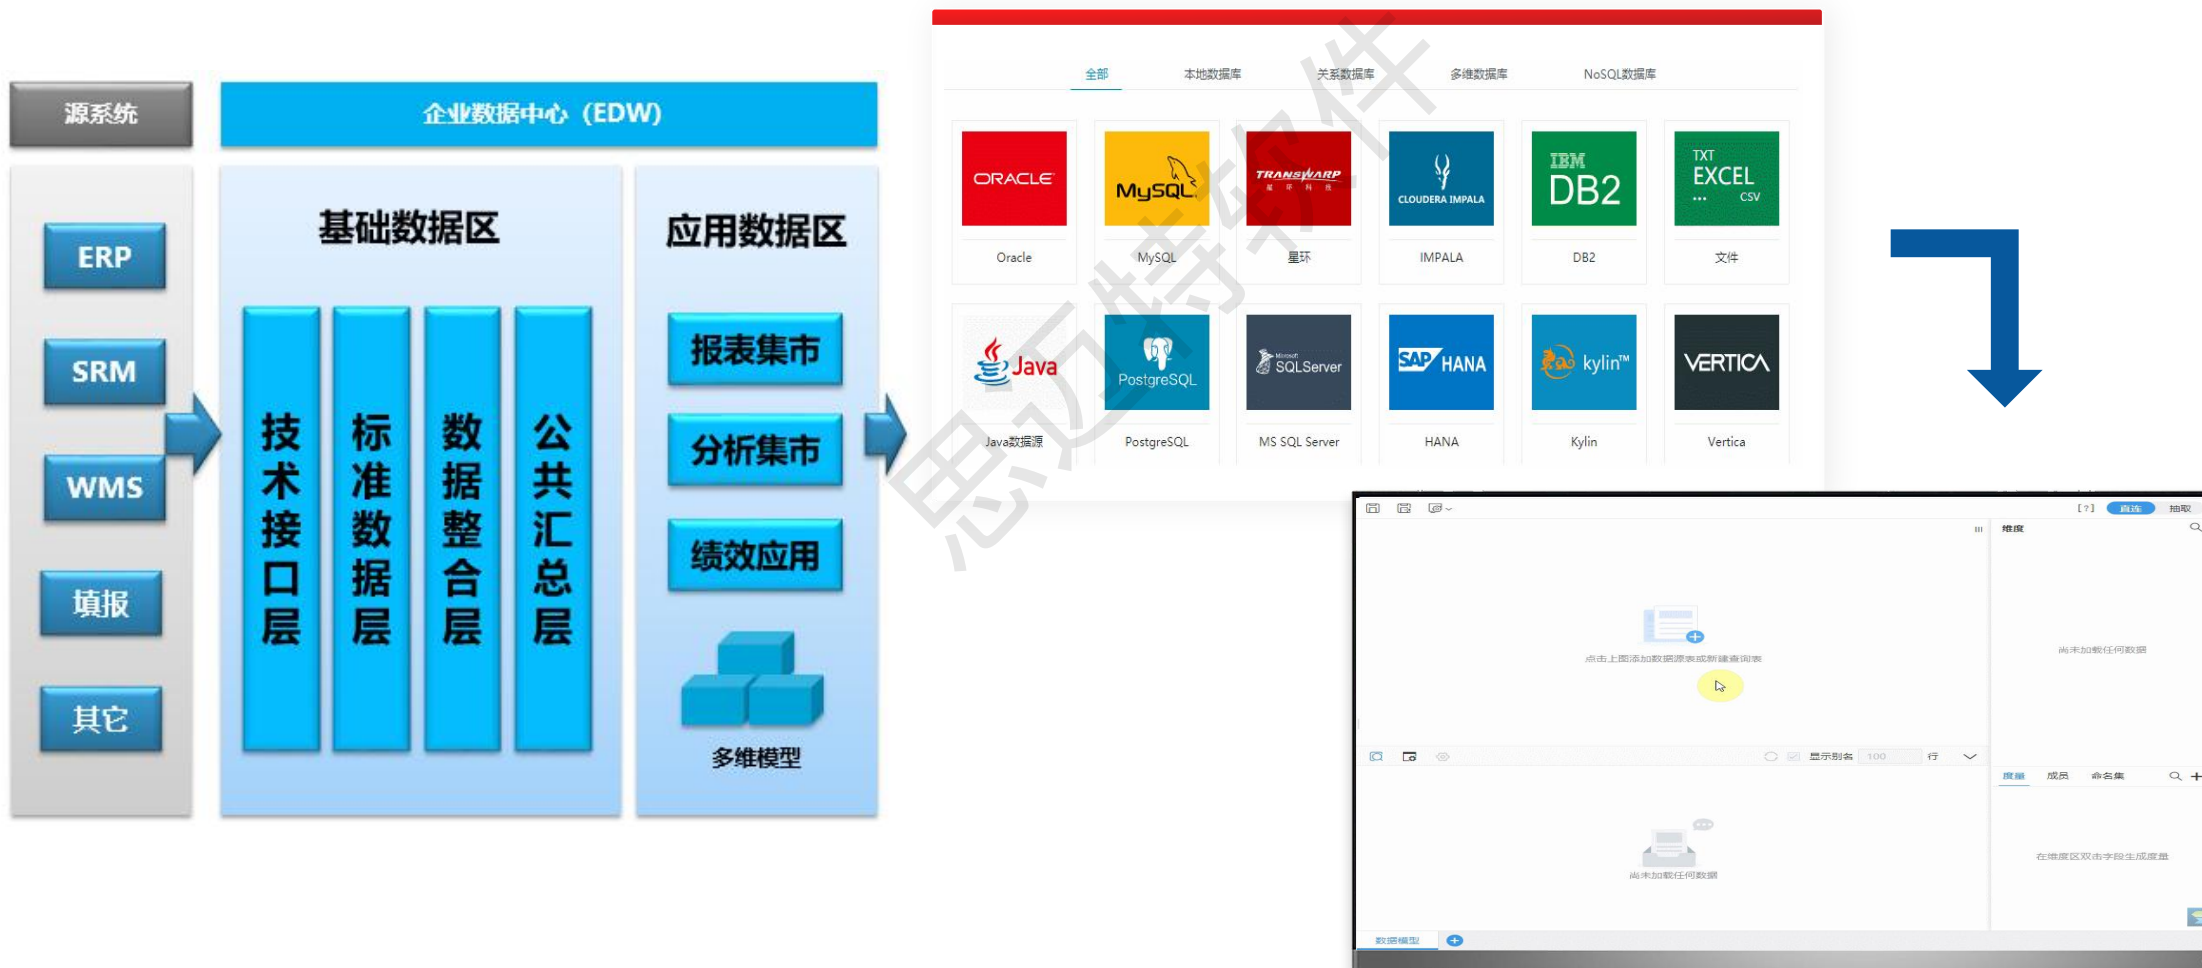 源系统
企业数据中心 (EDW)
ERP
SRM
WMS
填报
其它
基础数据区
技术接口层
标准数据层
数据整合层
公共汇总层
应用数据区
报表集市
分析集市
绩效应用
多维模型
全部 本地数据库 关系数据库 多维数据库 NoSQL数据库
ORACLE
Oracle
MySQL
MySQL
TRANSWARP
星环科技
星环
CLOUDERA IMPALA
IMPALA
IBM
DB2
DB2
TXT
EXCEL
... CSV
文件
Java
Java数据源
PostgreSQL
PostgreSQL
Microsoft
SQLServer
MS SQL Server
SAP HANA
HANA
kylin™
Kylin
VERTICA
Vertica
思迈特软件
[?] 直连 抽取
维度
点击上图添加数据源表或新建查询表
尚未加载任何数据
显示别名 100 行
度量 成员 命名集
尚未加载任何数据
在维度区双击字段生成度量
数据模型